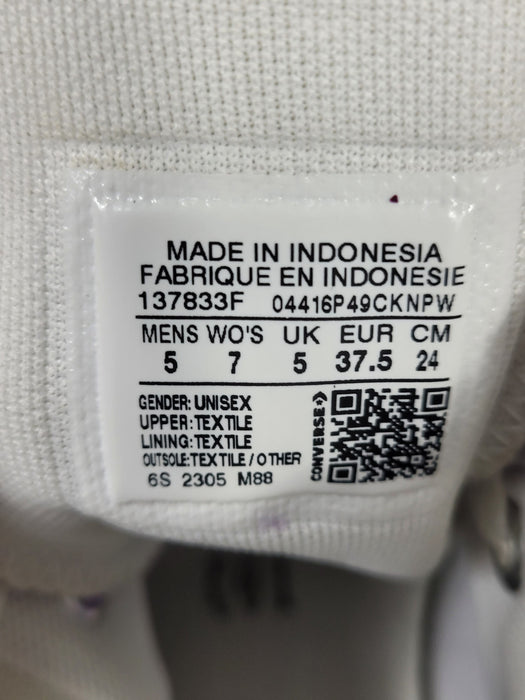 MADE IN INDONESIA
FABRIQUE EN INDONESIE
137833F 04416P49CKNPW
MENS WO'S UK EUR CM
5 7 5 37.5 24
GENDER: UNISEX
UPPER: TEXTILE
LINING: TEXTILE
OUTSOLE: TEXTILE / OTHER
6S 2305 M88
CONVERSE